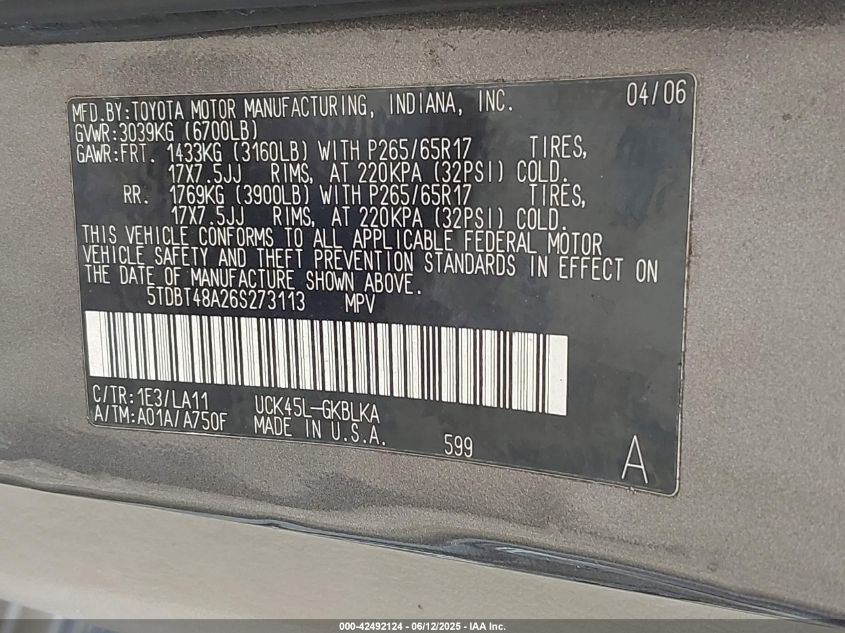 MFD.BY:TOYOTA MOTOR MANUFACTURING, INDIANA, INC. 04/06
GVWR:3039KG (6700LB)
GAWR:FRT. 1433KG (3160LB) WITH P265/65R17 TIRES,
17X7.5JJ RIMS, AT 220KPA (32PSI) COLD.
RR. 1769KG (3900LB) WITH P265/65R17 TIRES,
17X7.5JJ RIMS, AT 220KPA (32PSI) COLD.
THIS VEHICLE CONFORMS TO ALL APPLICABLE FEDERAL MOTOR
VEHICLE SAFETY AND THEFT PREVENTION STANDARDS IN EFFECT ON
THE DATE OF MANUFACTURE SHOWN ABOVE.
5TDBT48A26S273113 MPV
C/TR:1E3/LA11 UCK45L-GKBLKA
A/TM:A01A/A750F MADE IN U.S.A.
599 A
000-42492124 - 06/12/2025 - IAA Inc.